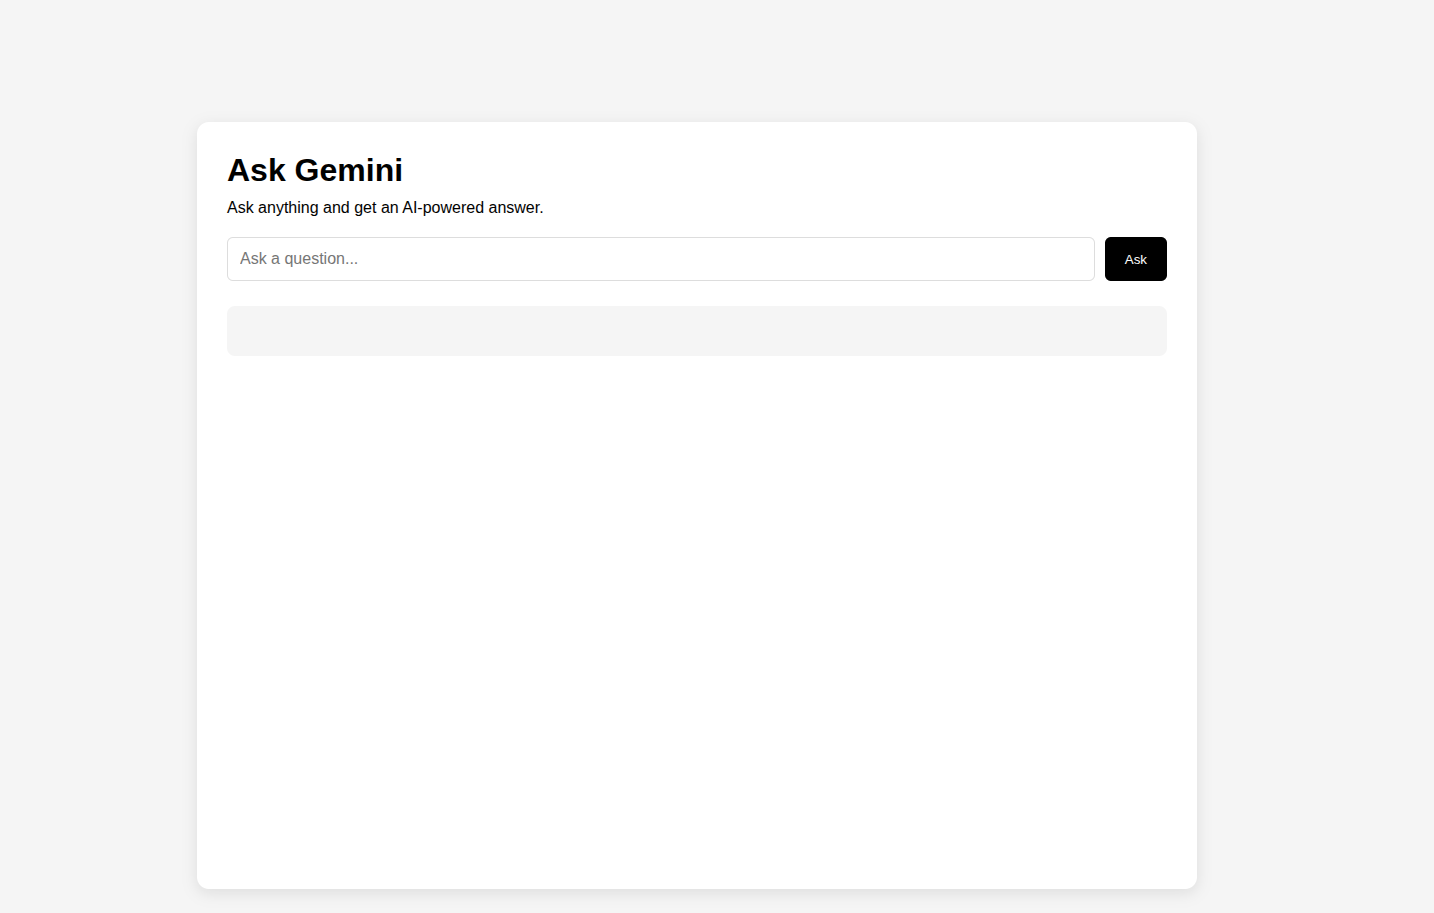 Ask Gemini
Ask anything and get an AI-powered answer.
Ask a question...
Ask